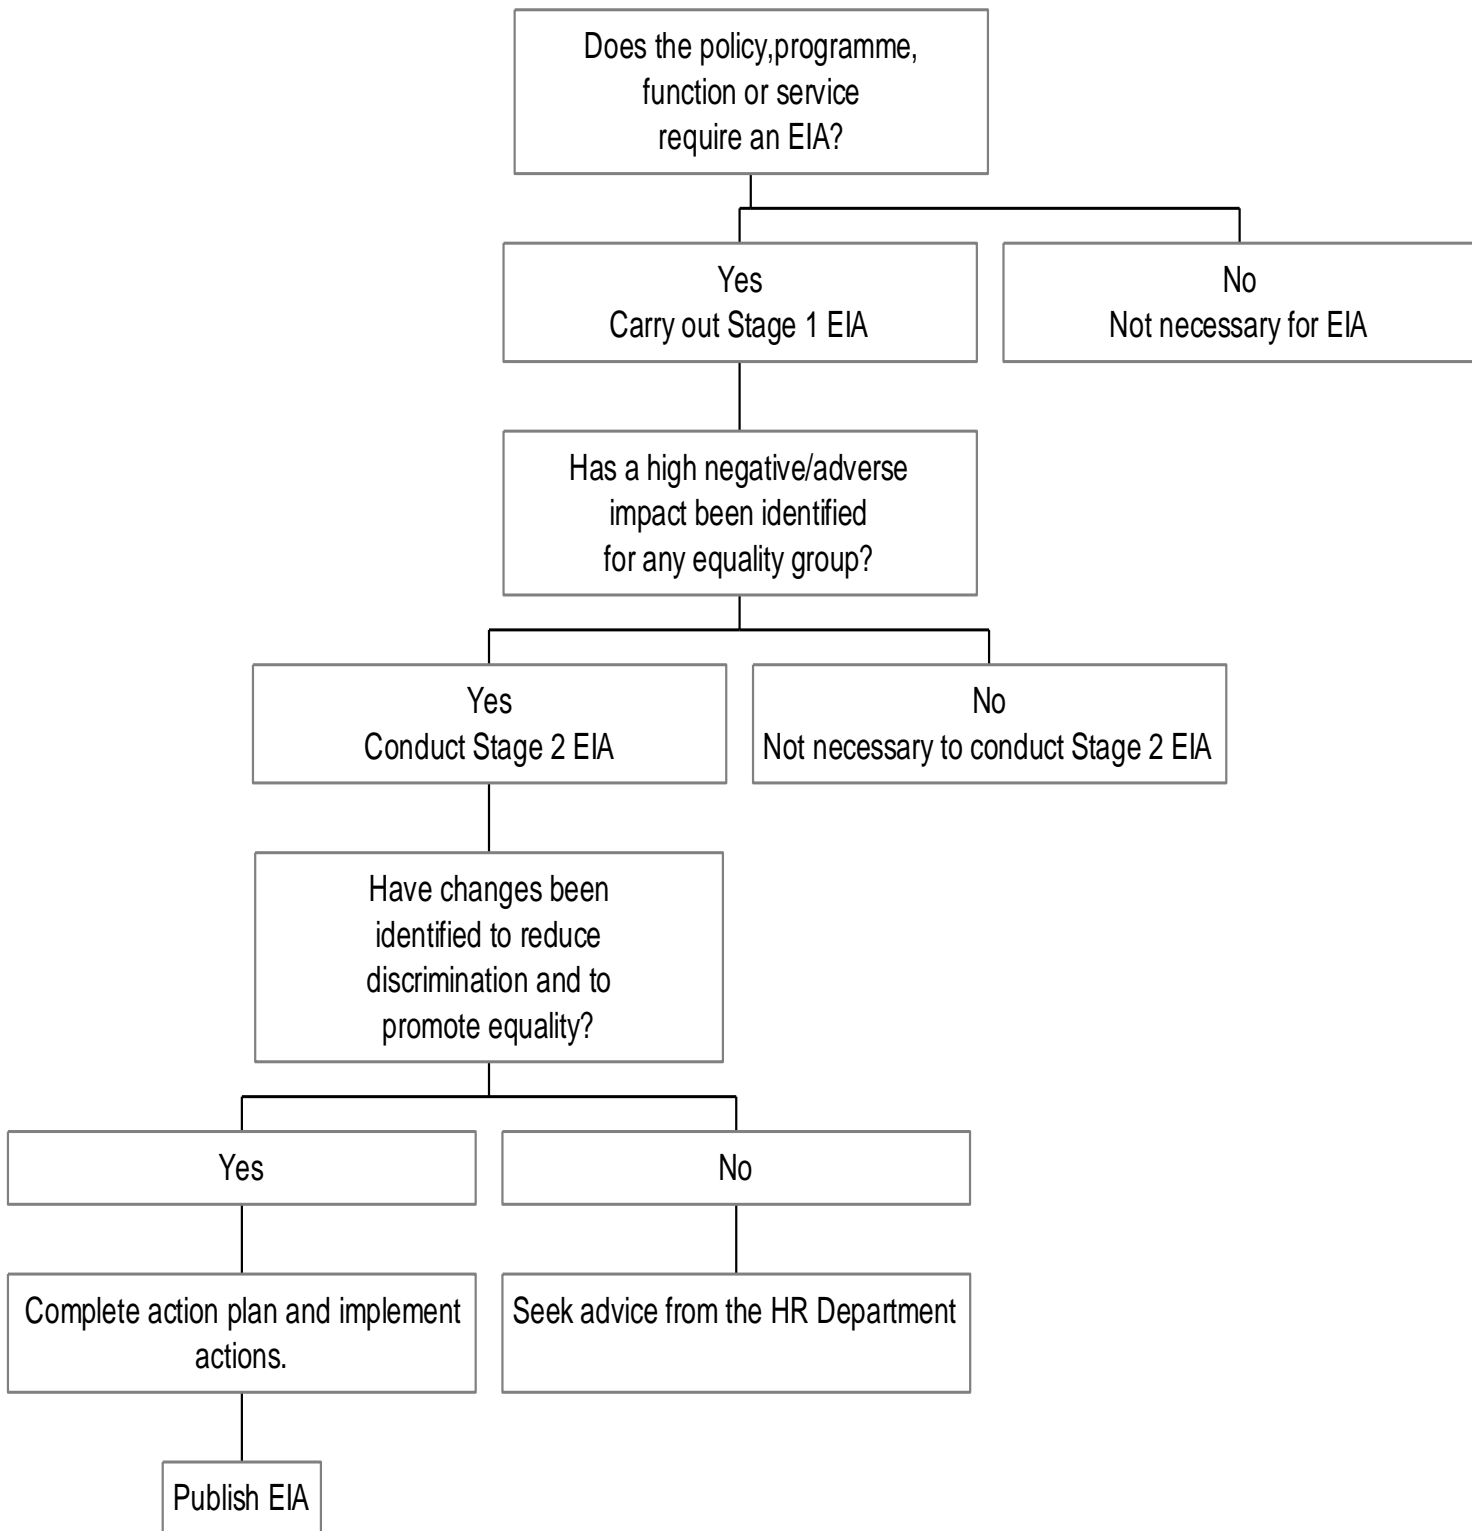 Does the policy,programme,
function or service
require an EIA?
Yes
Carry out Stage 1 EIA
No
Not necessary for EIA
Has a high negative/adverse
impact been identified
for any equality group?
Yes
Conduct Stage 2 EIA
No
Not necessary to conduct Stage 2 EIA
Have changes been
identified to reduce
discrimination and to
promote equality?
Yes
No
Complete action plan and implement
actions.
Seek advice from the HR Department
Publish EIA